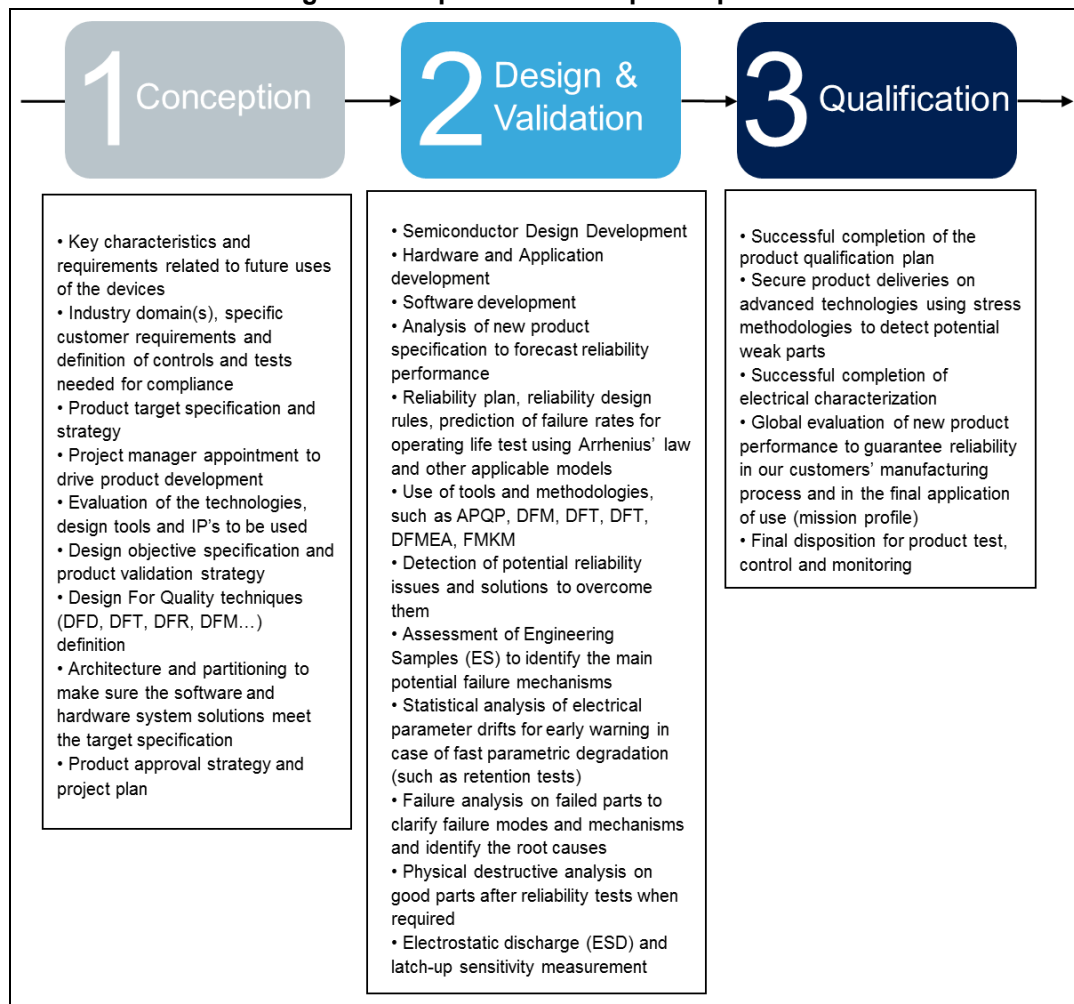 1 Conception
2 Design &
Validation
3 Qualification
• Key characteristics and
requirements related to future uses
of the devices
• Industry domain(s), specific
customer requirements and
definition of controls and tests
needed for compliance
• Product target specification and
strategy
• Project manager appointment to
drive product development
• Evaluation of the technologies,
design tools and IP's to be used
• Design objective specification and
product validation strategy
• Design For Quality techniques
(DFD, DFT, DFR, DFM…)
definition
• Architecture and partitioning to
make sure the software and
hardware system solutions meet
the target specification
• Product approval strategy and
project plan
• Semiconductor Design Development
• Hardware and Application
development
• Software development
• Analysis of new product
specification to forecast reliability
performance
• Reliability plan, reliability design
rules, prediction of failure rates for
operating life test using Arrhenius' law
and other applicable models
• Use of tools and methodologies,
such as APQP, DFM, DFT, DFT,
DFMEA, FMKM
• Detection of potential reliability
issues and solutions to overcome
them
• Assessment of Engineering
Samples (ES) to identify the main
potential failure mechanisms
• Statistical analysis of electrical
parameter drifts for early warning in
case of fast parametric degradation
(such as retention tests)
• Failure analysis on failed parts to
clarify failure modes and mechanisms
and identify the root causes
• Physical destructive analysis on
good parts after reliability tests when
required
• Electrostatic discharge (ESD) and
latch-up sensitivity measurement
• Successful completion of the
product qualification plan
• Secure product deliveries on
advanced technologies using stress
methodologies to detect potential
weak parts
• Successful completion of
electrical characterization
• Global evaluation of new product
performance to guarantee reliability
in our customers' manufacturing
process and in the final application
of use (mission profile)
• Final disposition for product test,
control and monitoring